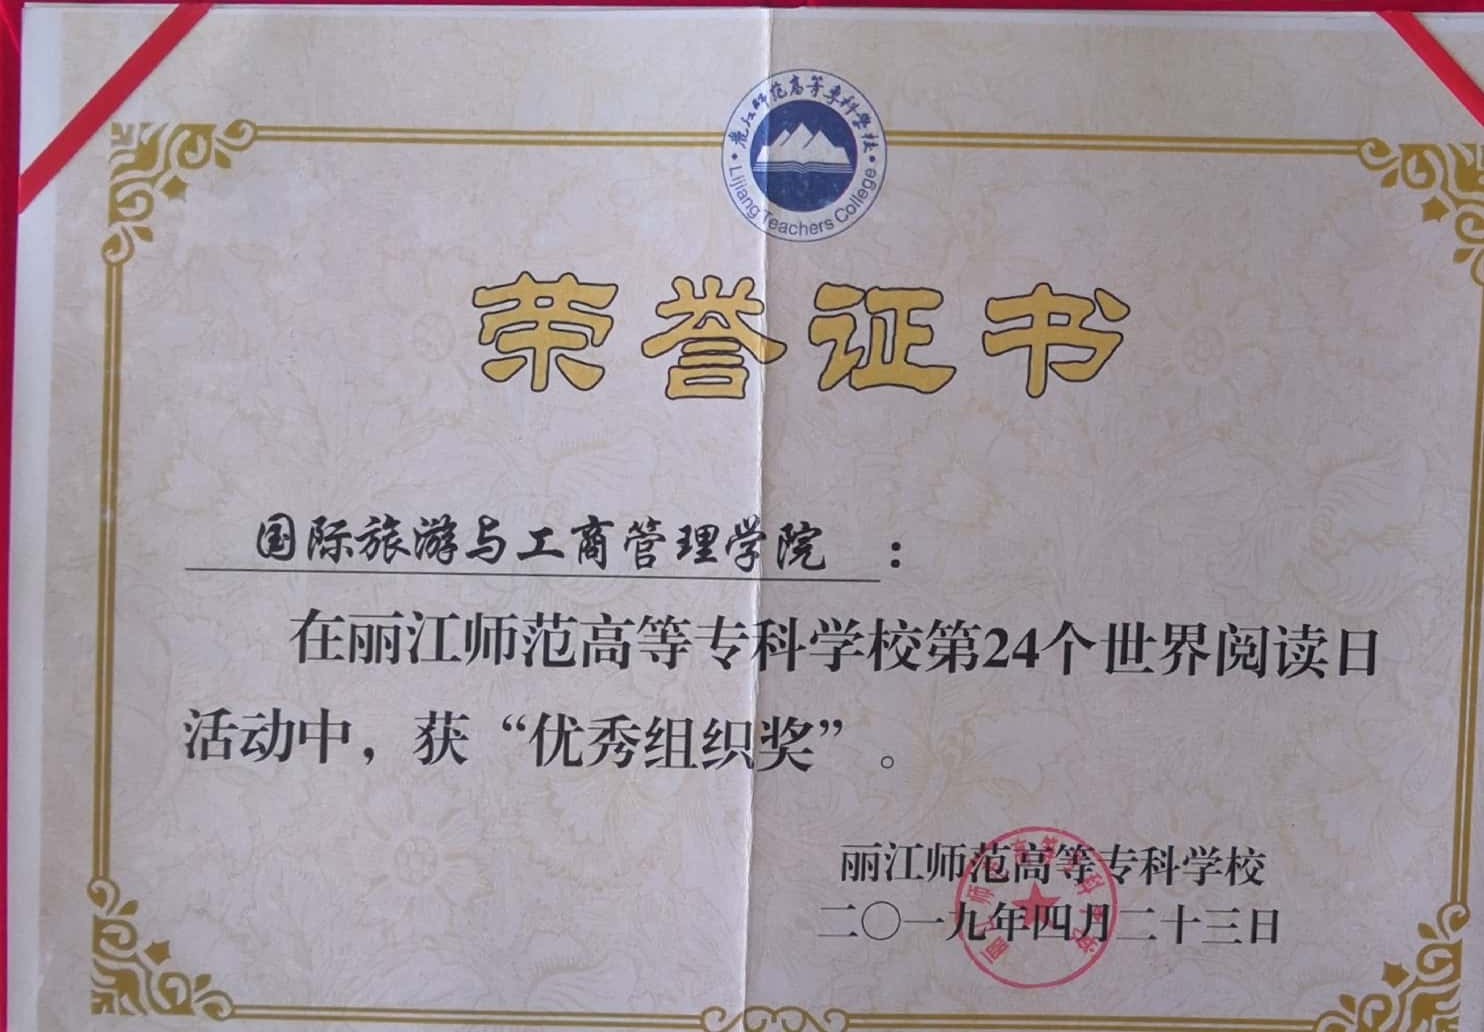 丽江师范高等专科学校
Lijiang Teachers College
荣誉证书
国际旅游与工商管理学院：
在丽江师范高等专科学校第24个世界阅读日
活动中，获“优秀组织奖”。
丽江师范高等专科学校
二〇一九年四月二十三日